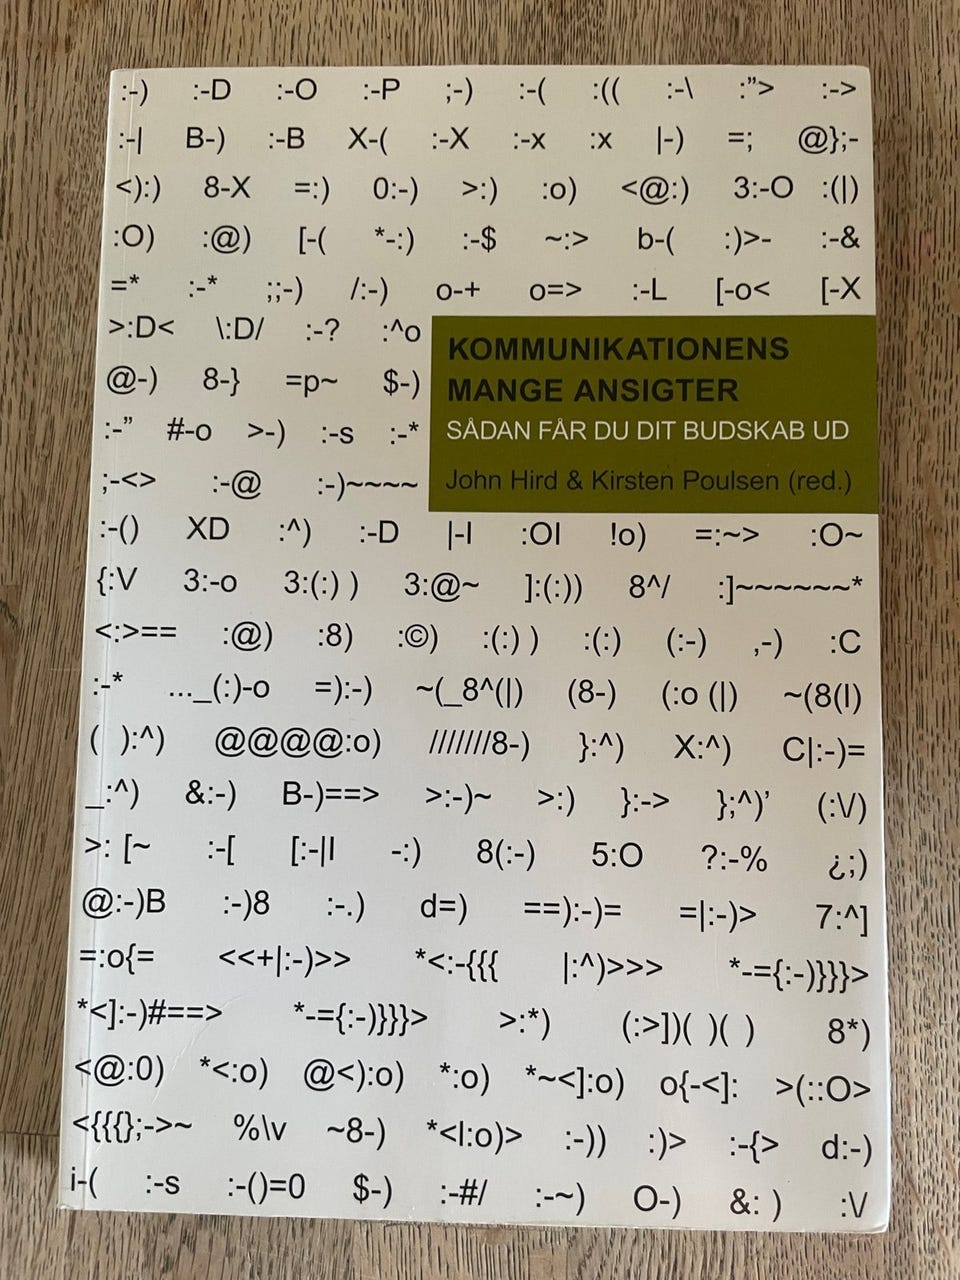 :-) :-D :-O :-P ;-) :-( :(( :-\ :”> :->
:-| B-) :-B X-( :-X :-x :x |-) =; @};-
<):) 8-X =:) 0:-) >:) :o) <@:) 3:-O :(|)
:O) :@) [-( *-:) :-$ ~:> b-( :)>- :-&
=* :-* ;;-) /:-) o-+ o=> :-L [-o< [-X
>:D< \:D/ :-? :^o
@-) 8-} =p~ $-)
:-” #-o >-) :-s :-*
;-<> :-@ :-)~~~~
KOMMUNIKATIONENS
MANGE ANSIGTER
SÅDAN FÅR DU DIT BUDSKAB UD
John Hird & Kirsten Poulsen (red.)
:-() XD :^) :-D |-I :OI !o) =:~> :O~
{:V 3:-o 3:(:) ) 3:@~ ]:(:)) 8^/ :]~~~~~~*
<:>== :@) :8) :©) :(:) ) :(:) (:-) ,-) :C
:-* ..._(:)-o =):-) ~(_8^(|) (8-) (:o (|) ~(8(I)
( ):^) @@@@:o) ///////8-) }:^) X:^) C|:-)=
_:^) &:-) B-)==> >:-)~ >:) }:-> };^)’ (:\/)
>: [~ :-[ [:-|I -:) 8(:-) 5:O ?:-% ¿;)
@:-)B :-)8 :-.) d=) ==):-)= =|:-)> 7:^]
=:o{= <<+|:-)>> *<:-{{{ |:^)>>> *-={:-)}}}>
*<]:-)#==> *-={:-)}}}> >:*) (:>])( )( ) 8*)
<@:0) *<:o) @<):o) *:o) *~<]:o) o{-<]: >(::O>
<{{{};->~ %\v ~8-) *<I:o)> :-)) :)> :-{> d:-)
i-( :-s :-()=0 $-) :-#/ :-~) O-) &: ) :\/